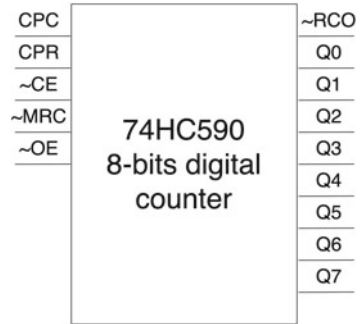 CPC
CPR
~CE
~MRC
~OE
74HC590
8-bits digital
counter
~RCO
Q0
Q1
Q2
Q3
Q4
Q5
Q6
Q7